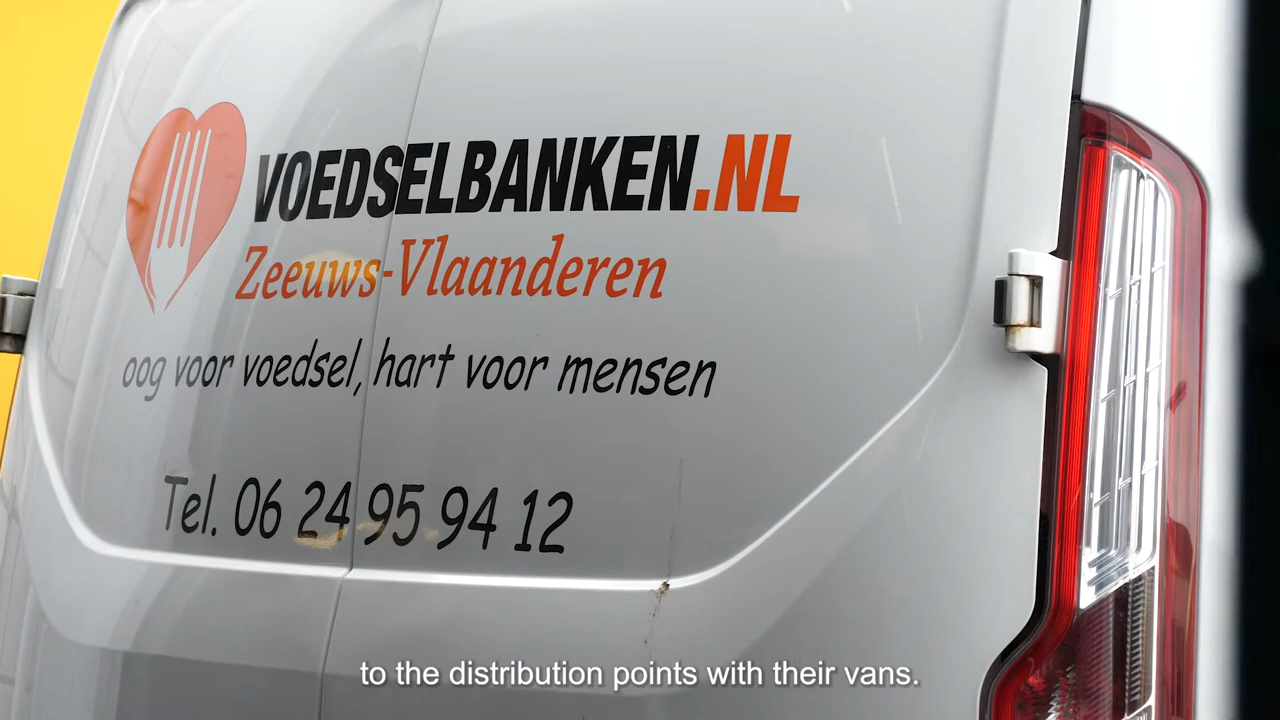 VOEDSELBANKEN.NL
Zeeuws-Vlaanderen
oog voor voedsel, hart voor mensen
Tel. 06 24 95 94 12
to the distribution points with their vans.